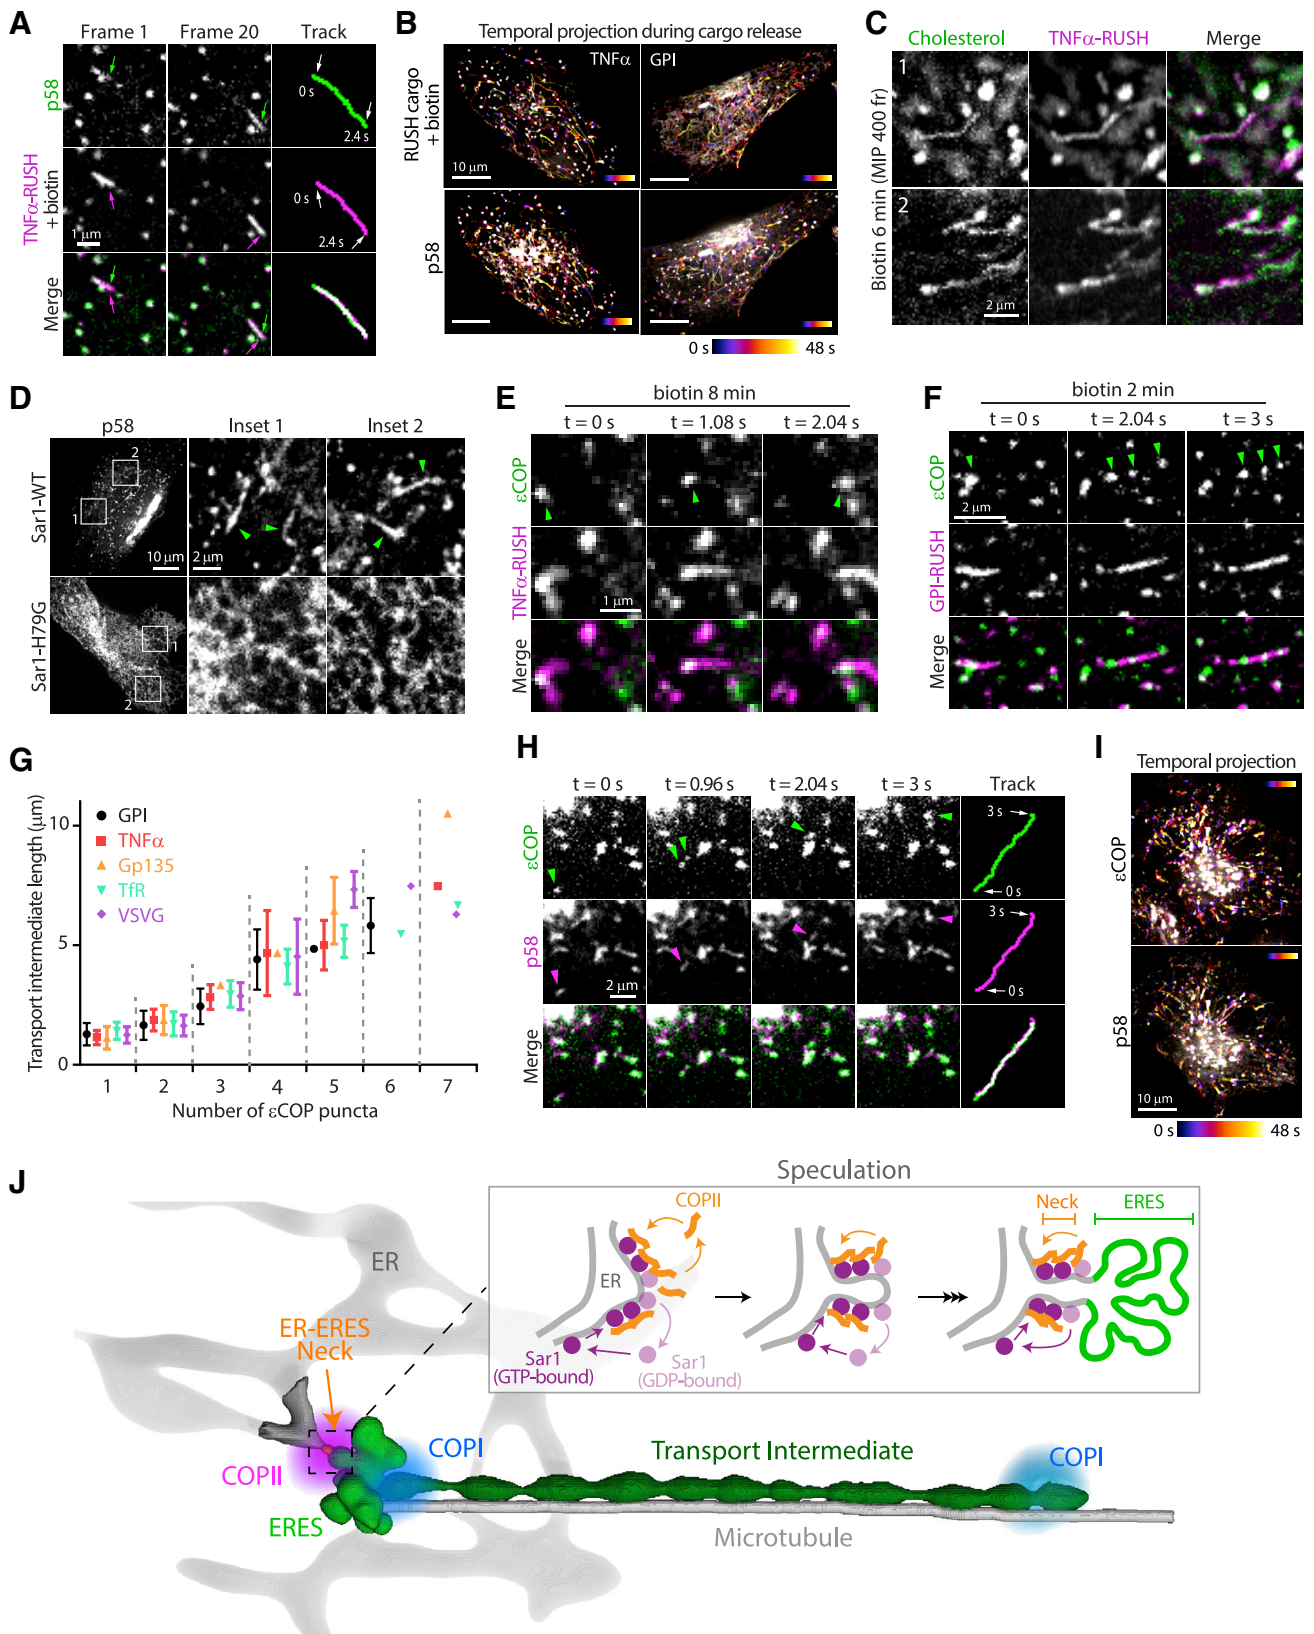 A
Frame 1
Frame 20
Track
p58
0 s
2.4 s
TNFα-RUSH
+ biotin
1 µm
0 s
2.4 s
Merge
B
Temporal projection during cargo release
RUSH cargo
+ biotin
TNFα
GPI
10 µm
p58
0 s
48 s
C
Cholesterol
TNFα-RUSH
Merge
Biotin 6 min (MIP 400 fr)
1
2
2 µm
D
p58
Inset 1
Inset 2
Sar1-WT
2
1
10 µm
2 µm
Sar1-H79G
1
2
E
biotin 8 min
t = 0 s
t = 1.08 s
t = 2.04 s
εCOP
TNFα-RUSH
1 µm
Merge
F
biotin 2 min
t = 0 s
t = 2.04 s
t = 3 s
εCOP
2 µm
GPI-RUSH
Merge
G
Transport intermediate length (µm)
10
5
0
GPI
TNFα
Gp135
TfR
VSVG
1
2
3
4
5
6
7
Number of εCOP puncta
H
t = 0 s
t = 0.96 s
t = 2.04 s
t = 3 s
Track
εCOP
3 s
0 s
p58
2 µm
3 s
0 s
Merge
I
Temporal projection
εCOP
p58
10 µm
0 s
48 s
J
Speculation
COPII
Neck
ERES
ER
Sar1
(GTP-bound)
Sar1
(GDP-bound)
ER
ER-ERES
Neck
COPII
COPI
ERES
Transport Intermediate
COPI
Microtubule